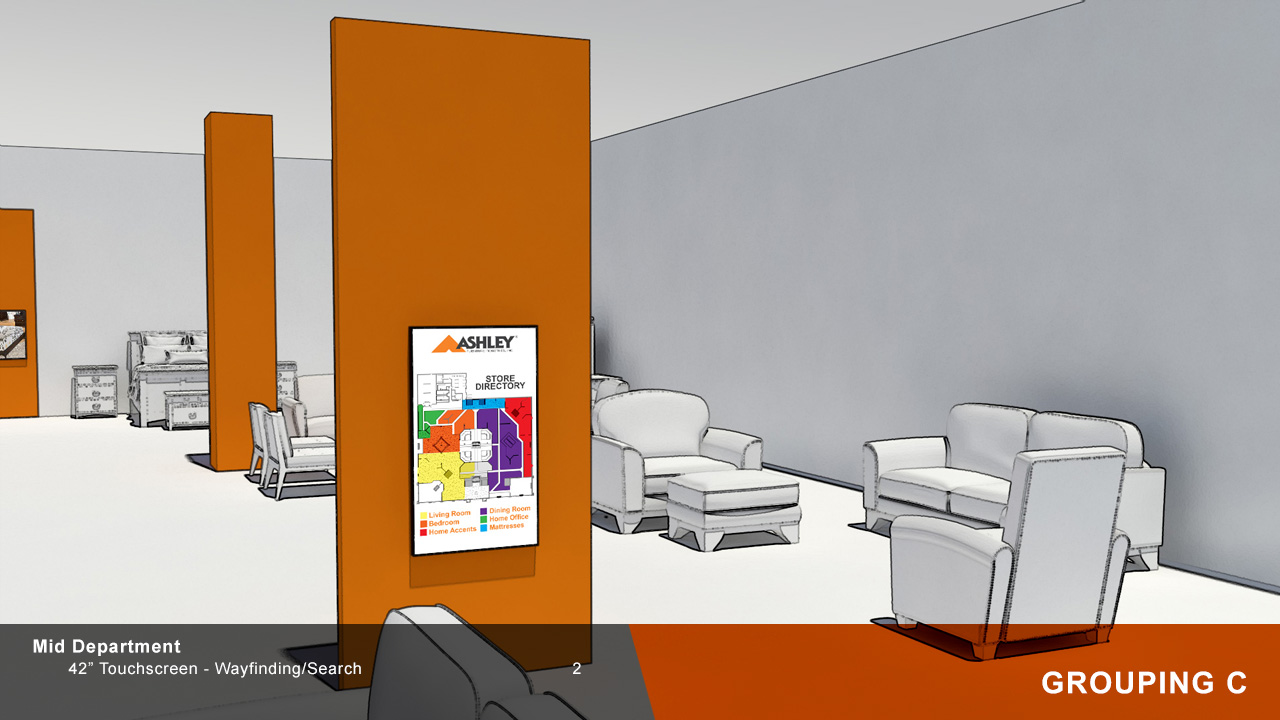 ASHLEY
STORE
DIRECTORY
Living Room
Bedroom
Home Accents
Dining Room
Home Office
Mattresses
Mid Department
42” Touchscreen - Wayfinding/Search
2
GROUPING C